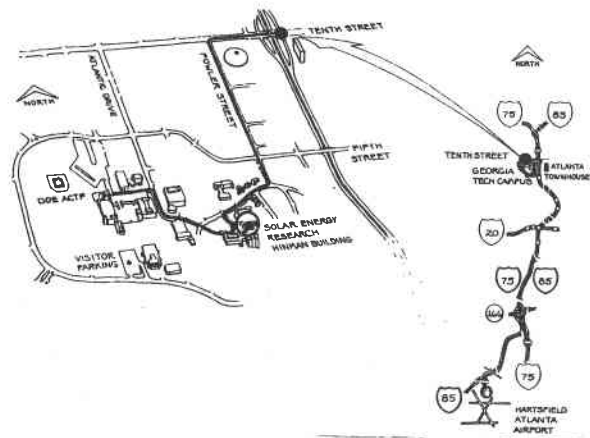 TENTH STREET
NORTH
ATLANTIC DRIVE
FOWLER STREET
NORTH
75
85
FIFTH
STREET
TENTH STREET
GEORGIA
TECH CAMPUS
ATLANTA
TOWNHOUSE
DOE ACTF
SOLAR ENERGY
RESEARCH
HINMAN BUILDING
VISITOR
PARKING
20
75
85
166
75
85
HARTSFIELD
ATLANTA
AIRPORT